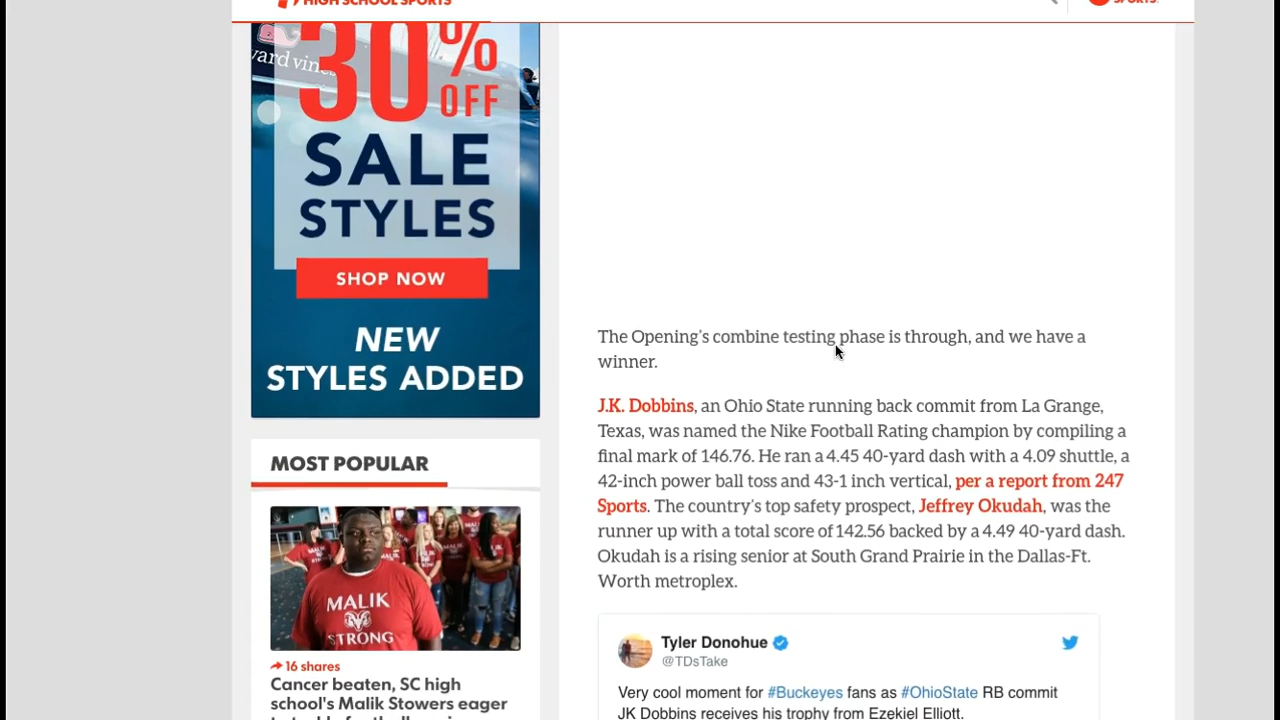 HIGH SCHOOL SPORTS
SPORTS
yard vines
30%
OFF
SALE
STYLES
SHOP NOW
NEW
STYLES ADDED
MOST POPULAR
MALIK
STRONG
16 shares
Cancer beaten, SC high
school's Malik Stowers eager
The Opening's combine testing phase is through, and we have a
winner.
J.K. Dobbins, an Ohio State running back commit from La Grange,
Texas, was named the Nike Football Rating champion by compiling a
final mark of 146.76. He ran a 4.45 40-yard dash with a 4.09 shuttle, a
42-inch power ball toss and 43-1 inch vertical, per a report from 247
Sports. The country's top safety prospect, Jeffrey Okudah, was the
runner up with a total score of 142.56 backed by a 4.49 40-yard dash.
Okudah is a rising senior at South Grand Prairie in the Dallas-Ft.
Worth metroplex.
Tyler Donohue
@TDsTake
Very cool moment for #Buckeyes fans as #OhioState RB commit
JK Dobbins receives his trophy from Ezekiel Elliott.